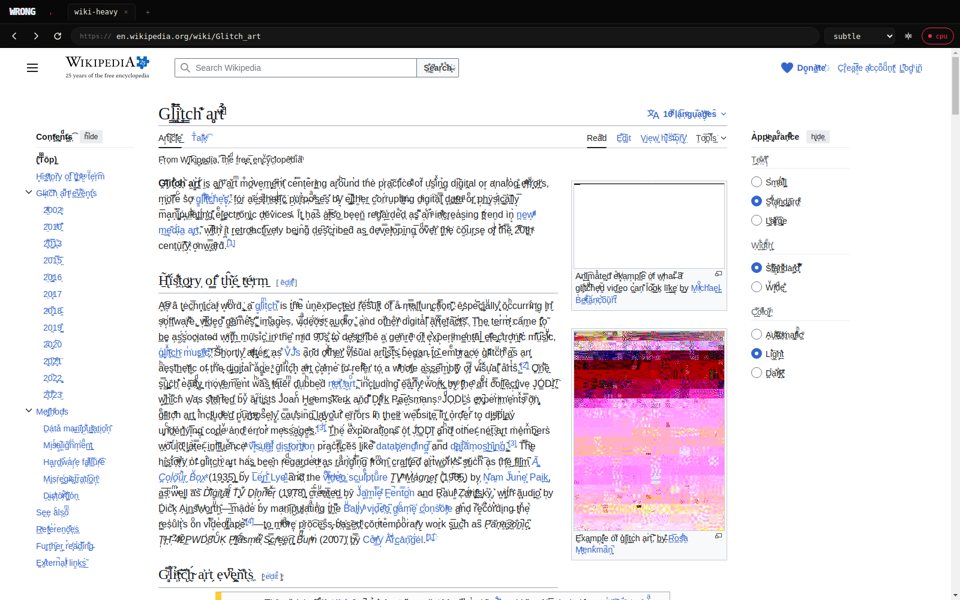 WRONG
wiki-heavy × +
https:// en.wikipedia.org/wiki/Glitch_art subtle cpu
WIKIPEDIA
25 years of the free encyclopedia
Search Wikipedia Search
Donate Create account Log in
Glitch art
16 languages
Article Talk Read Edit View history Tools
From Wikipedia, the free encyclopedia
Contents hide
(Top)
History of the term
Glitch art events
2002
2010
2013
2015
2016
2017
2018
2019
2020
2021
2022
2023
Methods
Data manipulation
Misalignment
Hardware failure
Misregistration
Distortion
See also
References
Further reading
External links
Glitch art is an art movement centering around the practice of using digital or analog errors,
more so glitches, for aesthetic purposes by either corrupting digital data or physically
manipulating electronic devices. It has also been regarded as an increasing trend in new
media art, with it retroactively being described as developing over the course of the 20th
century onward.[1]
History of the term [edit]
As a technical word, a glitch is the unexpected result of a malfunction, especially occurring in
software, video games, images, videos, audio, and other digital artefacts. The term came to
be associated with music in the mid 90s to describe a genre of experimental electronic music,
glitch music. Shortly after, as VJs and other visual artists began to embrace glitch as art
aesthetic of the digital age, glitch art came to refer to a whole assembly of visual arts.[2] One
such early movement was later dubbed net.art, including early work by the art collective JODI,
which was started by artists Joan Heemskerk and Dirk Paesmans. JODI's experiments on
glitch art included purposely causing layout errors in their website in order to display
underlying code and error messages.[3] The explorations of JODI and other net.art members
would later influence visual distortion practices like databending and datamoshing.[3] The
history of glitch art has been regarded as ranging from crafted artworks such as the film A
Colour Box (1935) by Len Lye and the video sculpture TV Magnet (1965) by Nam June Paik,
as well as Digital TV Dinner (1978) created by Jamie Fenton and Raul Zaritsky, with audio by
Dick Ainsworth—made by manipulating the Bally video game console and recording the
results on videotape[4]—to more process-based contemporary work such as Panasonic
TH-42PWD8UK Plasma Screen Burn (2007) by Cory Arcangel.
Glitch art events [edit]
Animated example of what a
glitched video can look like by Michael
Betancourt
Example of glitch art, by Rosa
Menkman
Appearance hide
Text
Small
Standard
Large
Width
Standard
Wide
Color
Automatic
Light
Dark